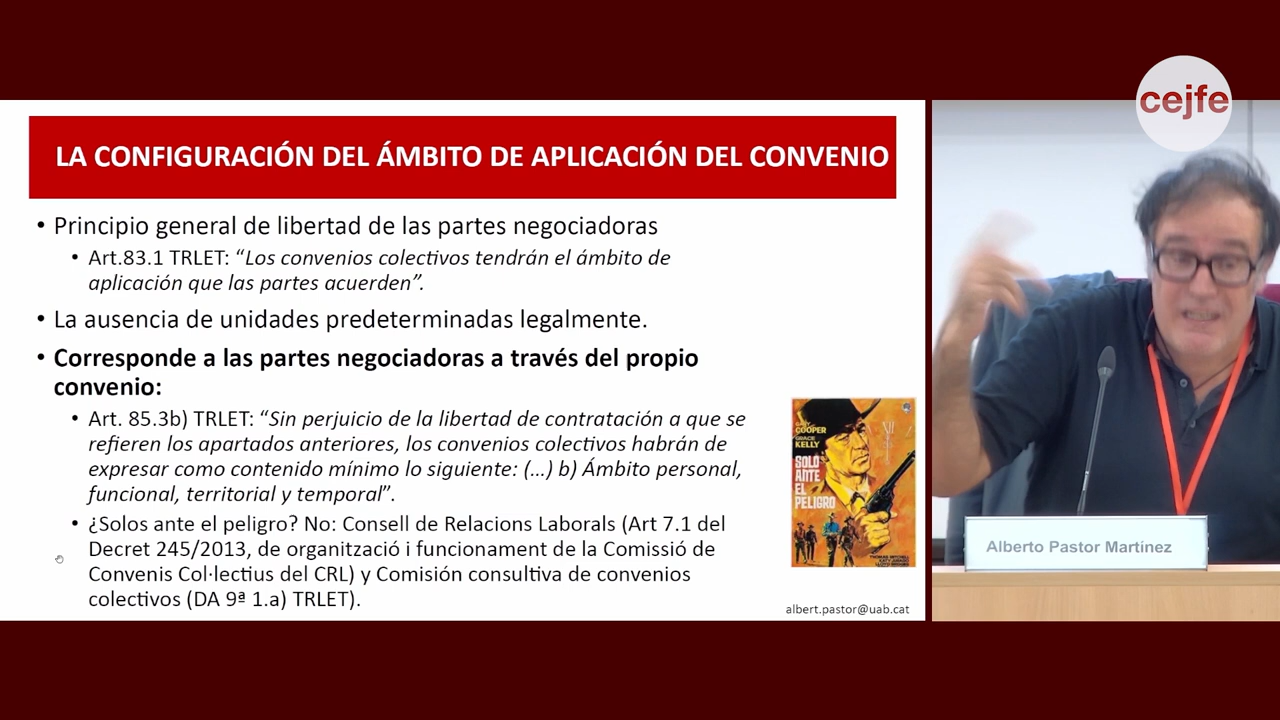 cejfe
LA CONFIGURACIÓN DEL ÁMBITO DE APLICACIÓN DEL CONVENIO
• Principio general de libertad de las partes negociadoras
• Art.83.1 TRLET: “Los convenios colectivos tendrán el ámbito de
aplicación que las partes acuerden”.
• La ausencia de unidades predeterminadas legalmente.
• Corresponde a las partes negociadoras a través del propio
convenio:
• Art. 85.3b) TRLET: “Sin perjuicio de la libertad de contratación a que se
refieren los apartados anteriores, los convenios colectivos habrán de
expresar como contenido mínimo lo siguiente: (…) b) Ámbito personal,
funcional, territorial y temporal”.
• ¿Solos ante el peligro? No: Consell de Relacions Laborals (Art 7.1 del
Decret 245/2013, de organització i funcionament de la Comissió de
Convenis Col·lectius del CRL) y Comisión consultiva de convenios
colectivos (DA 9ª 1.a) TRLET).
GARY
COOPER
GRACE
KELLY
SOLO
ANTE
EL
PELIGRO
THOMAS MITCHELL
albert.pastor@uab.cat
Alberto Pastor Martínez